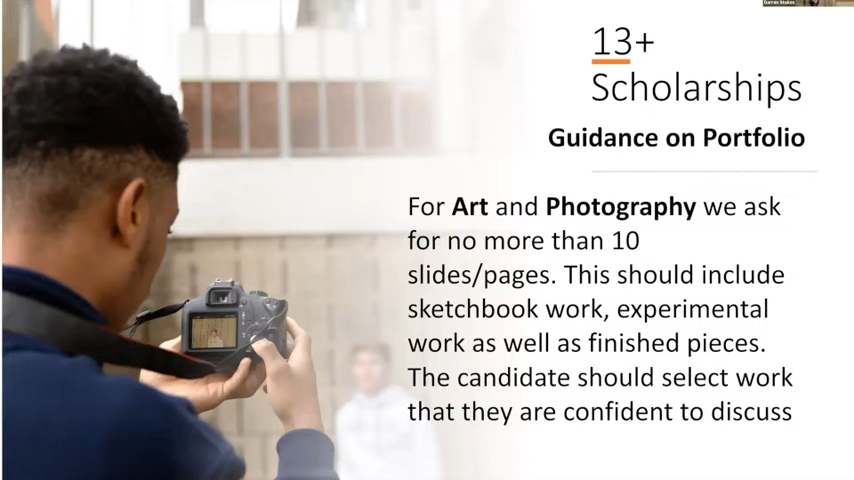 Darren Stokes
13+
Scholarships
Guidance on Portfolio
For Art and Photography we ask
for no more than 10
slides/pages. This should include
sketchbook work, experimental
work as well as finished pieces.
The candidate should select work
that they are confident to discuss